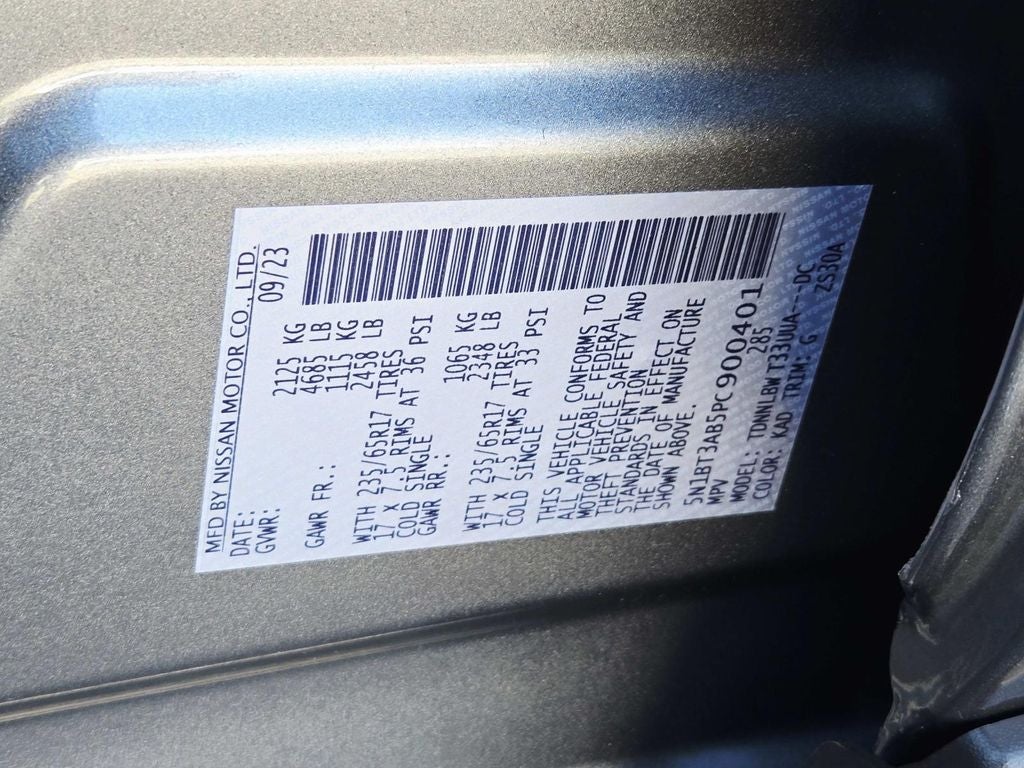 MFD BY NISSAN MOTOR CO., LTD.
DATE: 09/23
GVWR: 2125 KG
4685 LB
GAWR FR.: 1115 KG
2458 LB
WITH 235/65R17 TIRES
17 X 7.5 RIMS AT 36 PSI
COLD SINGLE
GAWR RR.: 1065 KG
2348 LB
WITH 235/65R17 TIRES
17 X 7.5 RIMS AT 33 PSI
COLD SINGLE
THIS VEHICLE CONFORMS TO
ALL APPLICABLE FEDERAL
MOTOR VEHICLE SAFETY AND
THEFT PREVENTION
STANDARDS IN EFFECT ON
THE DATE OF MANUFACTURE
SHOWN ABOVE.
5N1BT3AB5PC900401
MPV 285
MODEL: TDNNLBWT33UUA---DC
COLOR: KAD TRIM: G ZS30A